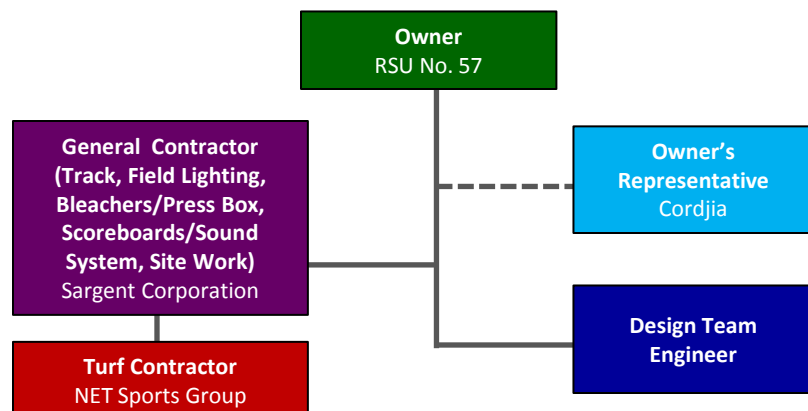 Owner
RSU No. 57
General Contractor
(Track, Field Lighting,
Bleachers/Press Box,
Scoreboards/Sound
System, Site Work)
Sargent Corporation
Owner’s
Representative
Cordjia
Design Team
Engineer
Turf Contractor
NET Sports Group